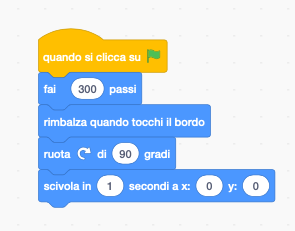 quando si clicca su
fai 300 passi
rimbalza quando tocchi il bordo
ruota di 90 gradi
scivola in 1 secondi a x: 0 y: 0